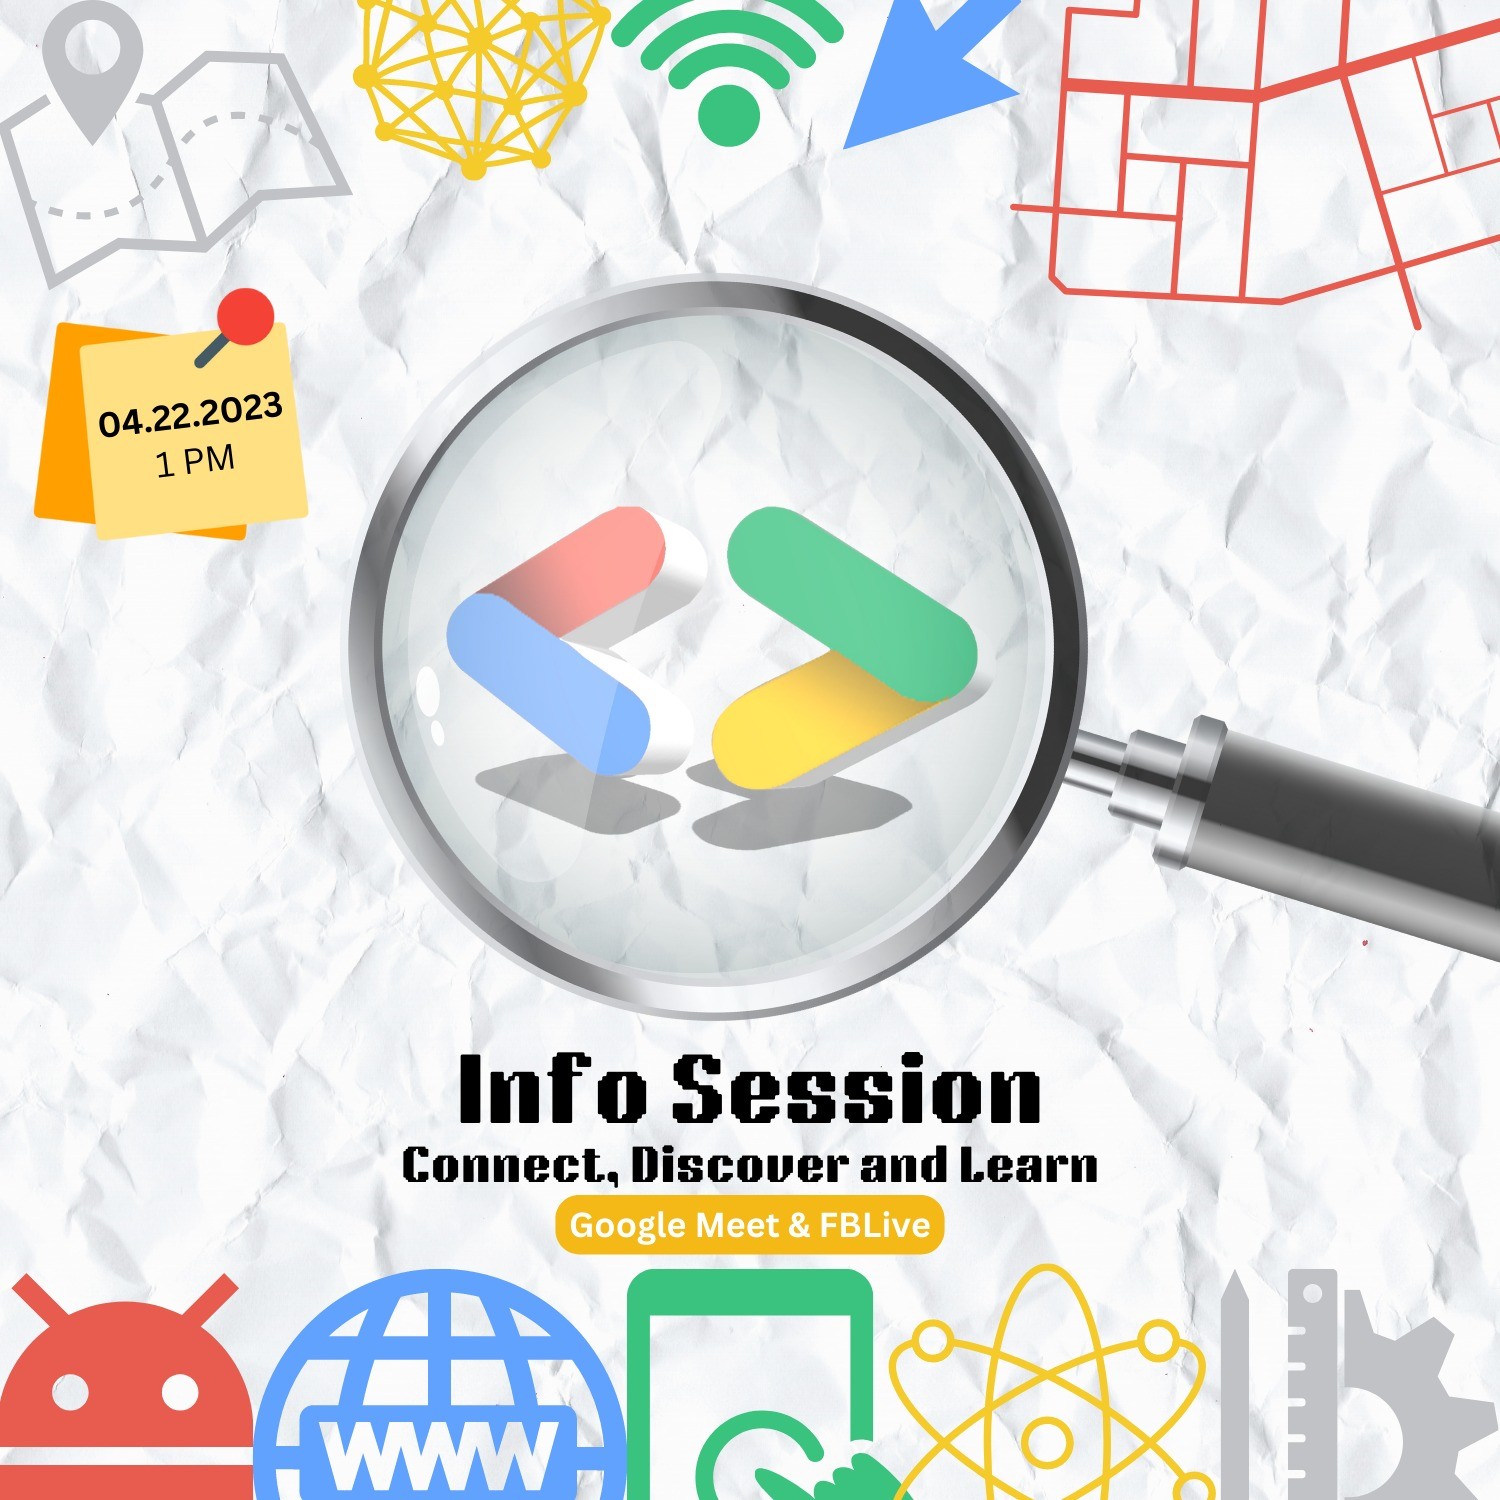 04.22.2023
1 PM
Info Session
Connect, Discover and Learn
Google Meet & FBLive
WWW